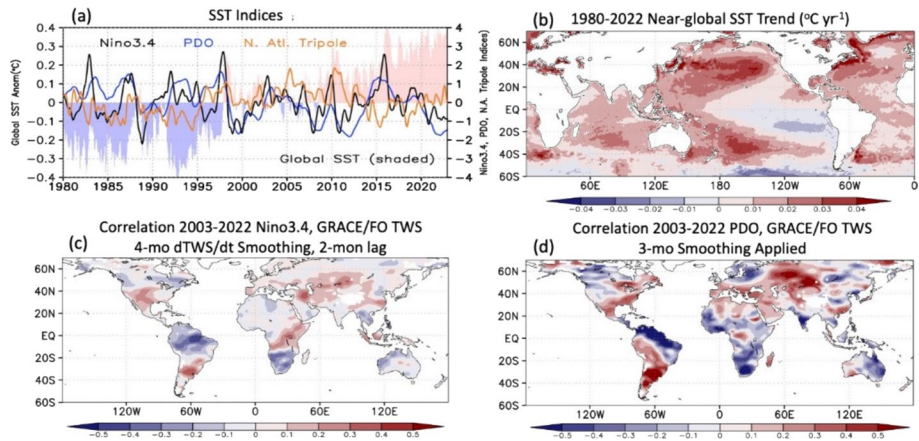 (a) SST Indices
Nino3.4 PDO N. Atl. Tripole
Global SST (shaded)
Global SST Anom(°C)
0.4
0.3
0.2
0.1
0
-0.1
-0.2
-0.3
-0.4
4
3
2
1
0
-1
-2
-3
-4
Nino3.4, PDO, N.A. Tripole Indices)
1980 1985 1990 1995 2000 2005 2010 2015 2020
(b) 1980-2022 Near-global SST Trend (°C yr-1)
60N
40N
20N
EQ
20S
40S
60S
60E 120E 180 120W 60W 0
-0.04 -0.03 -0.02 -0.01 0 0.01 0.02 0.03 0.04
Correlation 2003-2022 Nino3.4, GRACE/FO TWS
(c) 4-mo dTWS/dt Smoothing, 2-mon lag
60N
40N
20N
EQ
20S
40S
60S
120W 60W 0 60E 120E
-0.5 -0.4 -0.3 -0.2 -0.1 0 0.1 0.2 0.3 0.4 0.5
Correlation 2003-2022 PDO, GRACE/FO TWS
(d) 3-mo Smoothing Applied
60N
40N
20N
EQ
20S
40S
60S
120W 60W 0 60E 120E
-0.5 -0.4 -0.3 -0.2 -0.1 0 0.1 0.2 0.3 0.4 0.5